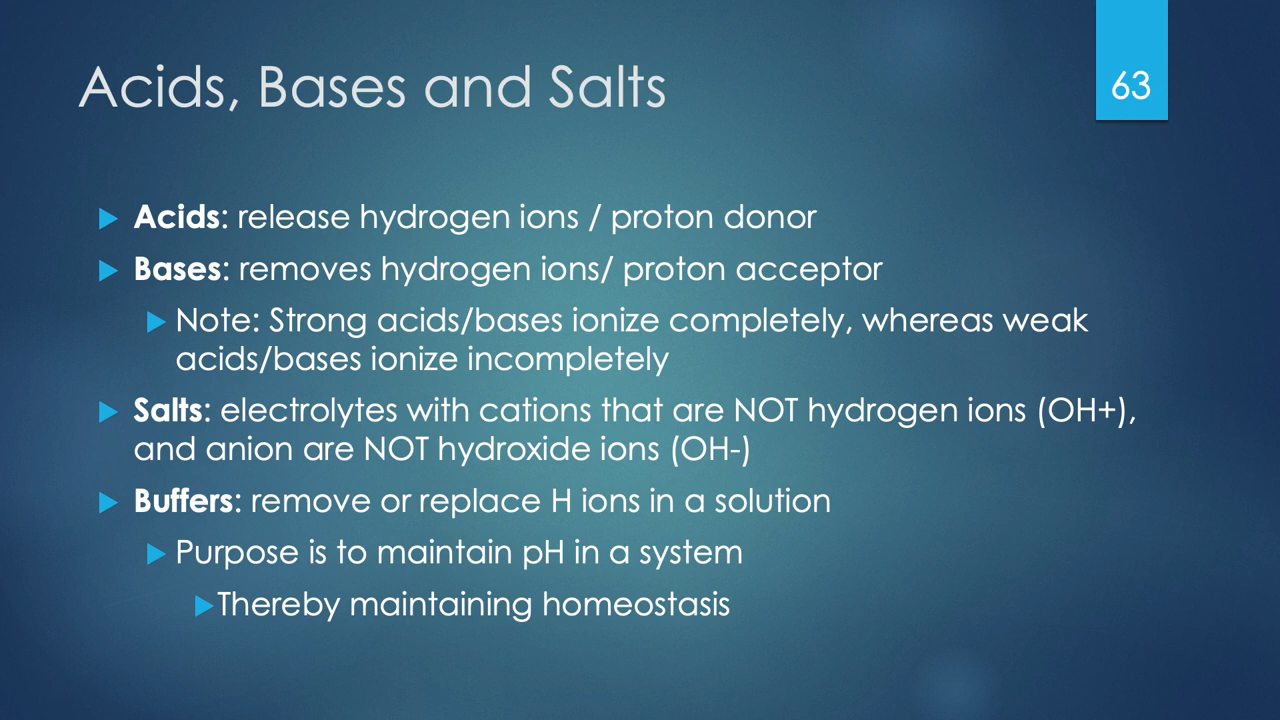 Acids, Bases and Salts
63
Acids: release hydrogen ions / proton donor
Bases: removes hydrogen ions/ proton acceptor
Note: Strong acids/bases ionize completely, whereas weak
acids/bases ionize incompletely
Salts: electrolytes with cations that are NOT hydrogen ions (OH+),
and anion are NOT hydroxide ions (OH-)
Buffers: remove or replace H ions in a solution
Purpose is to maintain pH in a system
Thereby maintaining homeostasis